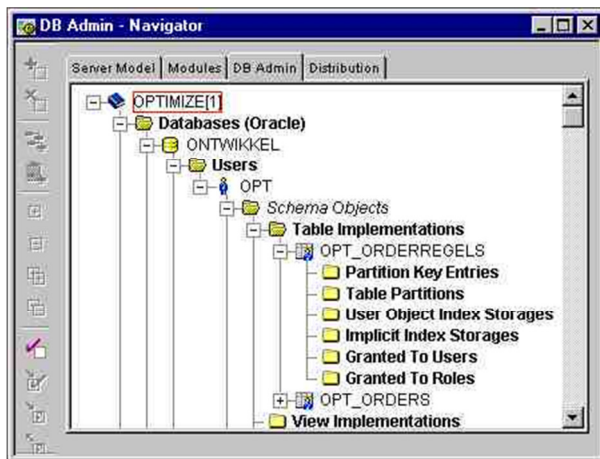 DB Admin - Navigator
Server Model Modules DB Admin Distribution
OPTIMIZE[1]
Databases (Oracle)
ONTWIKKEL
Users
OPT
Schema Objects
Table Implementations
OPT_ORDERREGELS
Partition Key Entries
Table Partitions
User Object Index Storages
Implicit Index Storages
Granted To Users
Granted To Roles
OPT_ORDERS
View Implementations